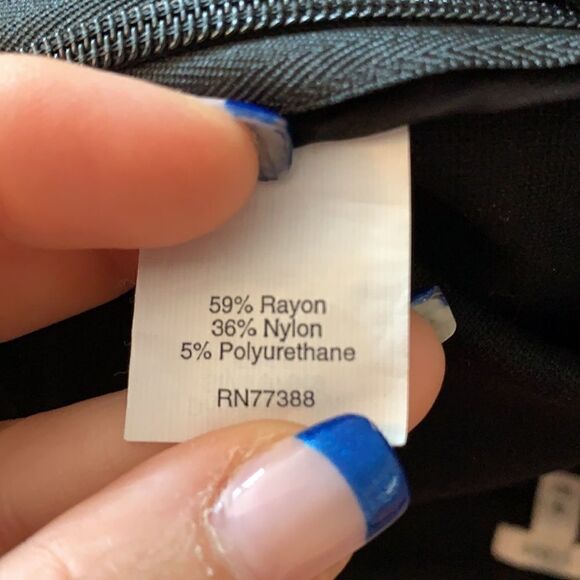 59% Rayon
36% Nylon
5% Polyurethane
RN77388